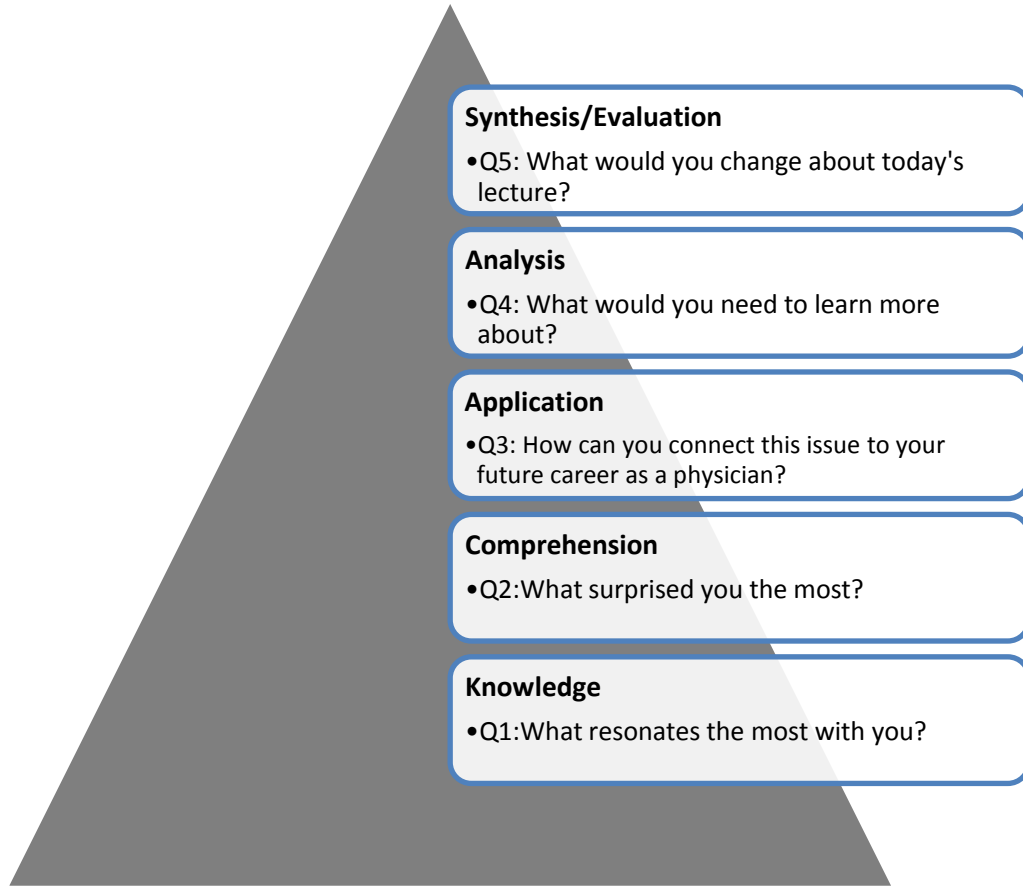 Synthesis/Evaluation
•Q5: What would you change about today's
lecture?
Analysis
•Q4: What would you need to learn more
about?
Application
•Q3: How can you connect this issue to your
future career as a physician?
Comprehension
•Q2:What surprised you the most?
Knowledge
•Q1:What resonates the most with you?